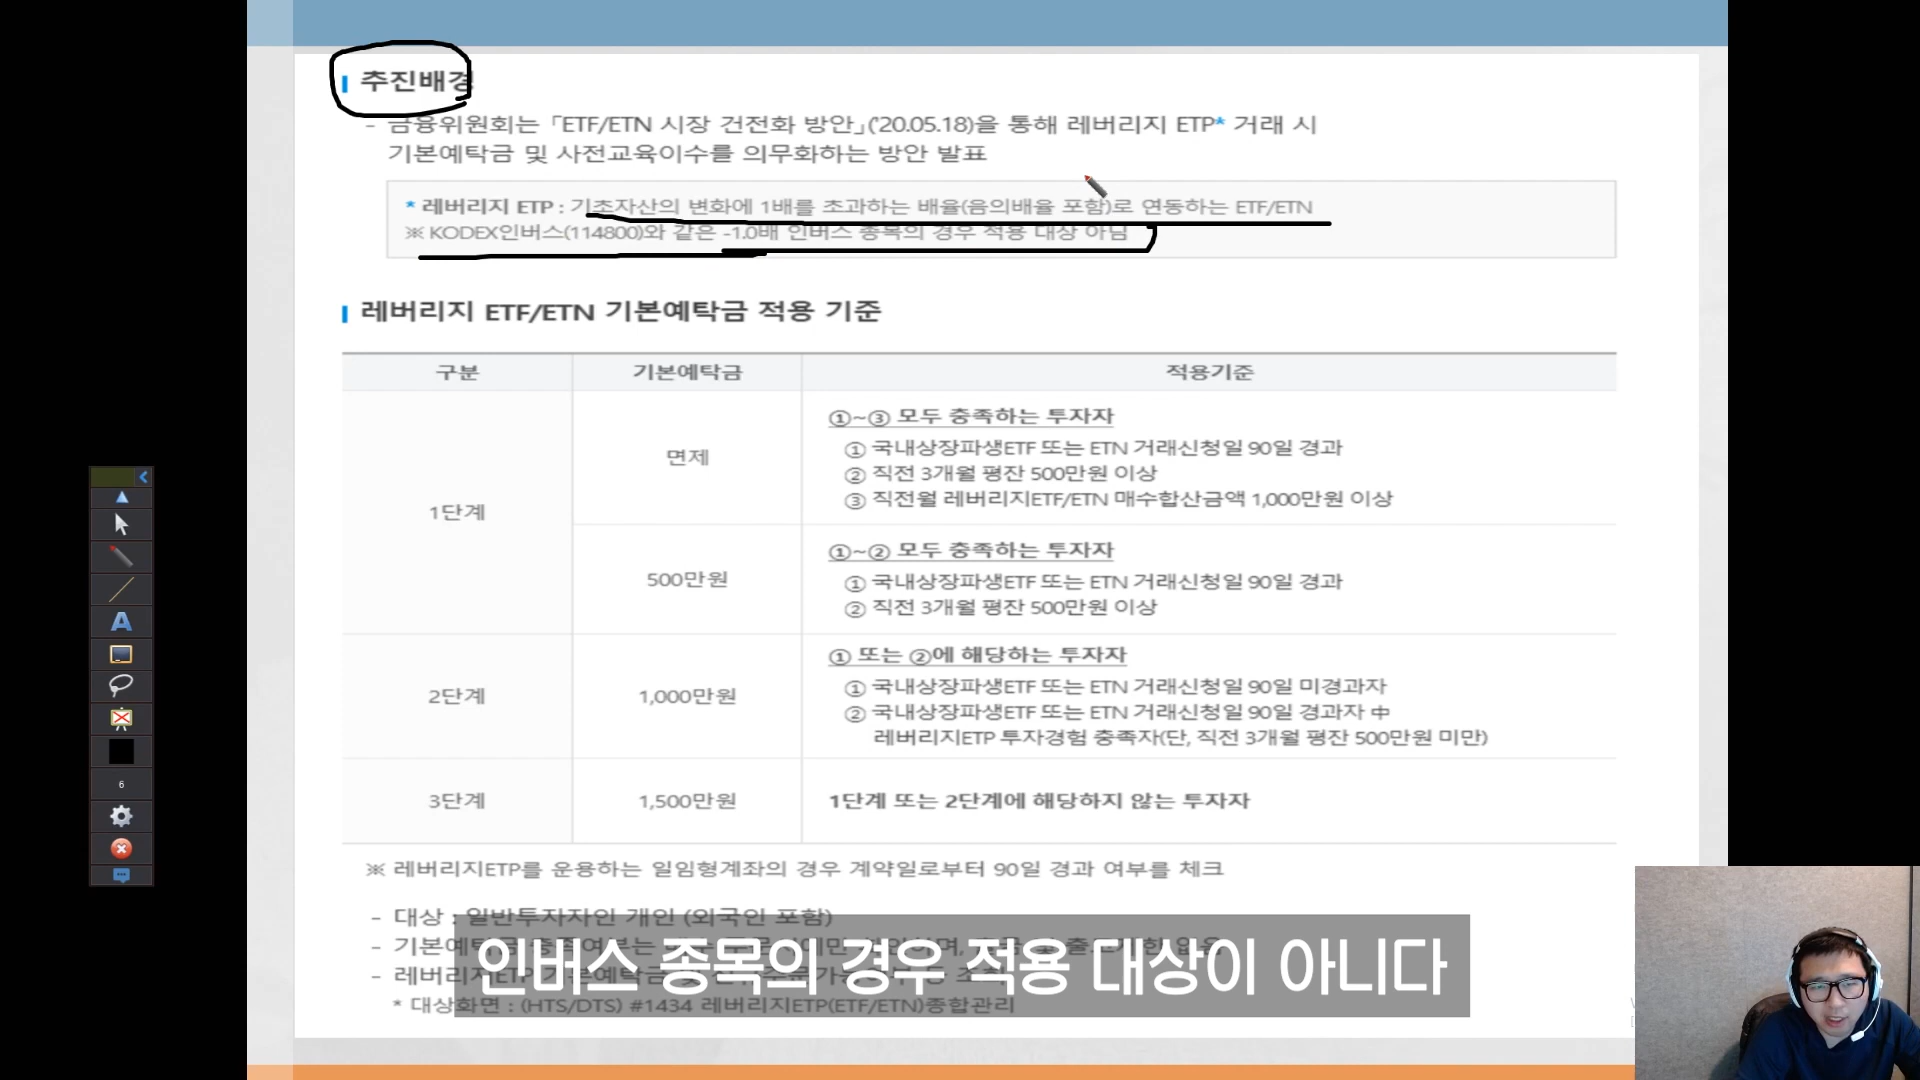 추진배경
- 금융위원회는 「ETF/ETN 시장 건전화 방안」('20.05.18)을 통해 레버리지 ETP* 거래 시
기본예탁금 및 사전교육이수를 의무화하는 방안 발표
* 레버리지 ETP : 기초자산의 변화에 1배를 초과하는 배율(음의배율 포함)로 연동하는 ETF/ETN
※ KODEX인버스(114800)와 같은 -1.0배 인버스 종목의 경우 적용 대상 아님
레버리지 ETF/ETN 기본예탁금 적용 기준
구분 기본예탁금 적용기준
1단계
면제
①~③ 모두 충족하는 투자자
① 국내상장파생ETF 또는 ETN 거래신청일 90일 경과
② 직전 3개월 평잔 500만원 이상
③ 직전월 레버리지ETF/ETN 매수합산금액 1,000만원 이상
500만원
①~② 모두 충족하는 투자자
① 국내상장파생ETF 또는 ETN 거래신청일 90일 경과
② 직전 3개월 평잔 500만원 이상
2단계
1,000만원
① 또는 ②에 해당하는 투자자
① 국내상장파생ETF 또는 ETN 거래신청일 90일 미경과자
② 국내상장파생ETF 또는 ETN 거래신청일 90일 경과자 中
레버리지ETP 투자경험 충족자(단, 직전 3개월 평잔 500만원 미만)
3단계 1,500만원 1단계 또는 2단계에 해당하지 않는 투자자
※ 레버리지ETP를 운용하는 일임형계좌의 경우 계약일로부터 90일 경과 여부를 체크
- 대상 : 일반투자자인 개인 (외국인 포함)
- 기본예탁금
- 레버리지ETP
* 대상화면 : (HTS/DTS) #1434 레버리지ETP(ETF/ETN)종합관리
인버스 종목의 경우 적용 대상이 아니다
A
6